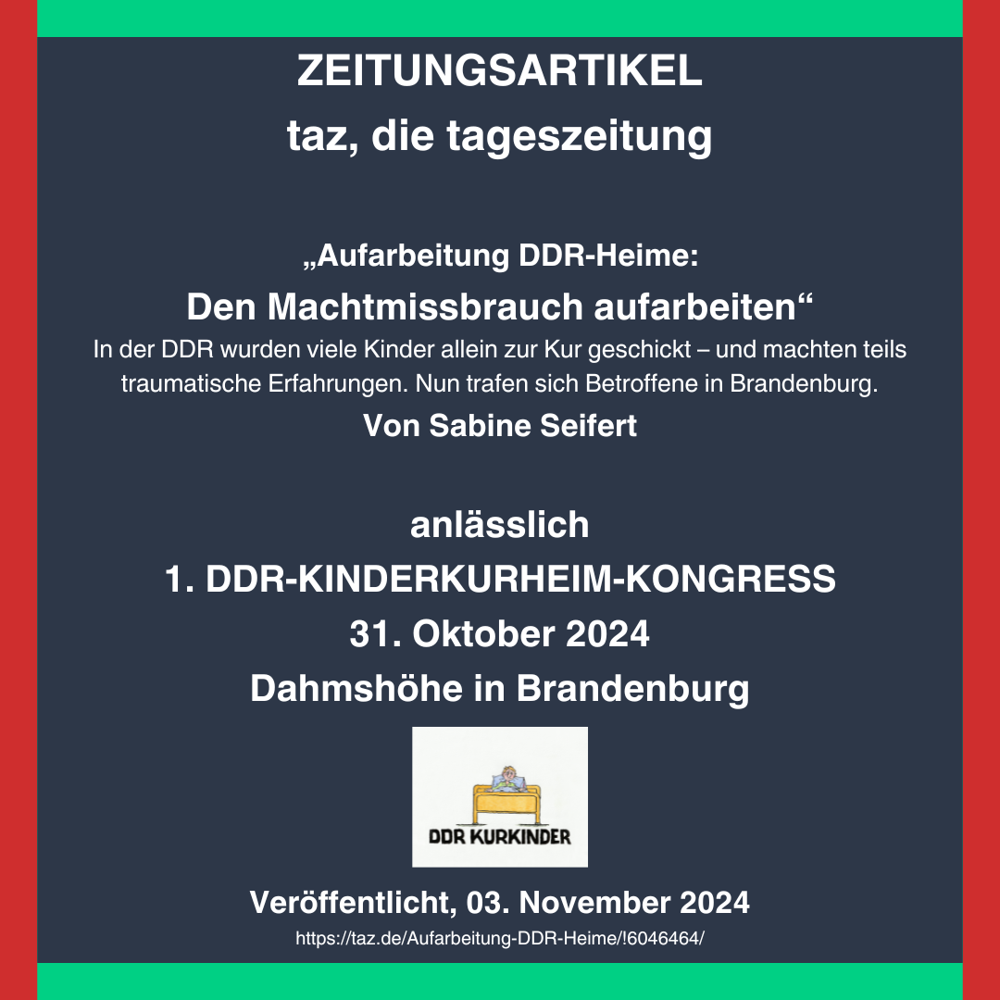 ZEITUNGSARTIKEL
taz, die tageszeitung
„Aufarbeitung DDR-Heime:
Den Machtmissbrauch aufarbeiten“
In der DDR wurden viele Kinder allein zur Kur geschickt – und machten teils
traumatische Erfahrungen. Nun trafen sich Betroffene in Brandenburg.
Von Sabine Seifert
anlässlich
1. DDR-KINDERKURHEIM-KONGRESS
31. Oktober 2024
Dahmshöhe in Brandenburg
DDR KURKINDER
Veröffentlicht, 03. November 2024
https://taz.de/Aufarbeitung-DDR-Heime/!6046464/